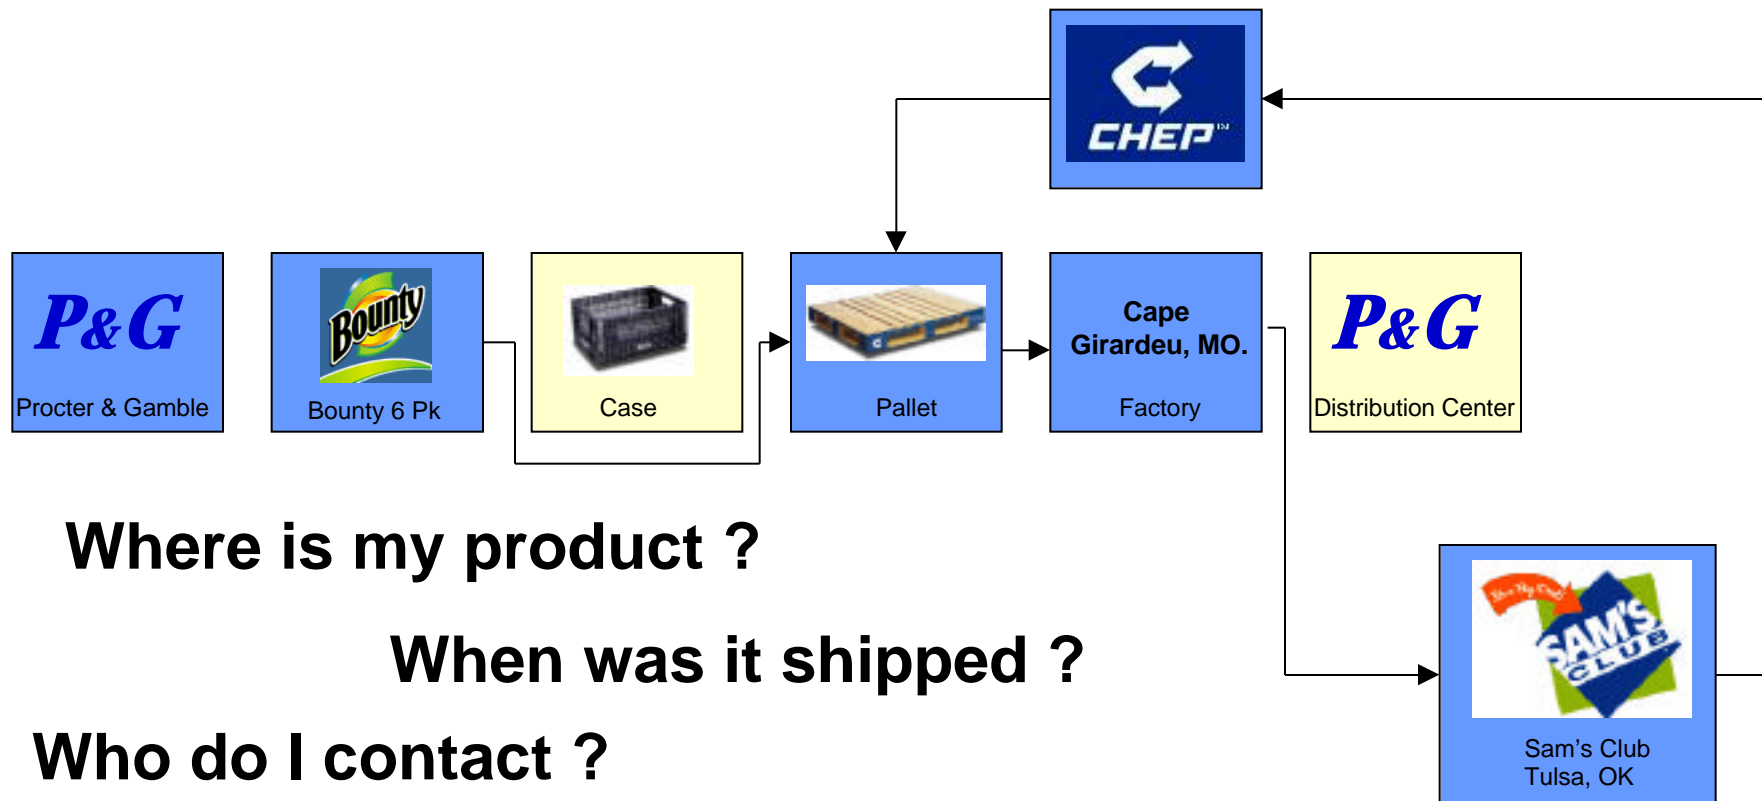 CHEP™
P&G
Procter & Gamble
Bounty
Bounty 6 Pk
Case
Pallet
Cape
Girardeu, MO.
Factory
P&G
Distribution Center
Where is my product ?
When was it shipped ?
Who do I contact ?
SAM'S
CLUB
Sam's Club
Tulsa, OK